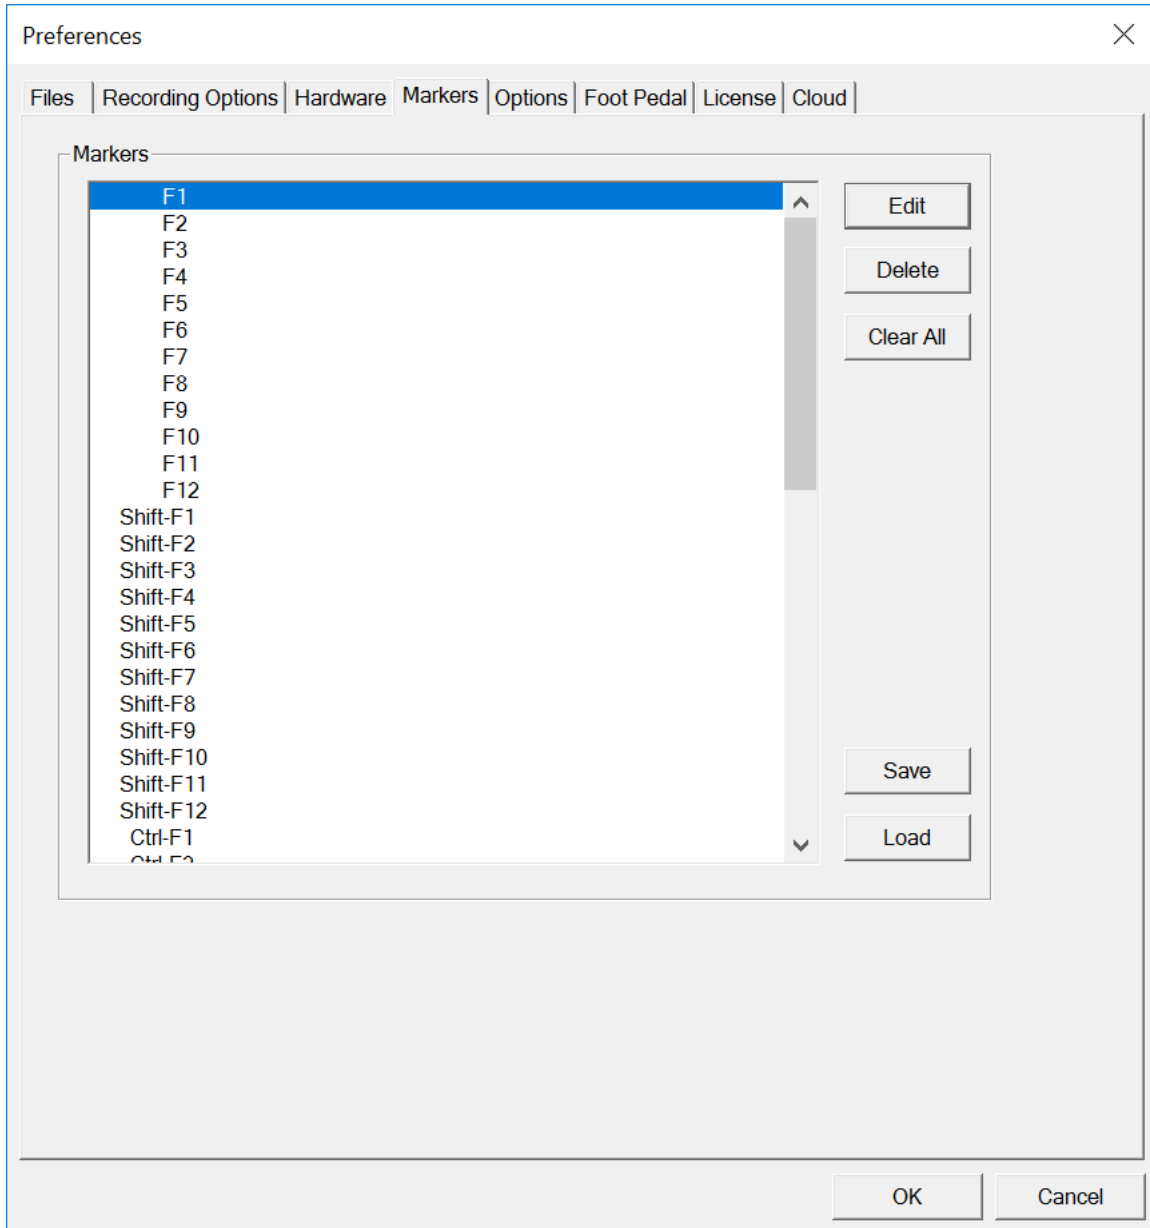 Preferences
Files Recording Options Hardware Markers Options Foot Pedal License Cloud
Markers
F1
F2
F3
F4
F5
F6
F7
F8
F9
F10
F11
F12
Shift-F1
Shift-F2
Shift-F3
Shift-F4
Shift-F5
Shift-F6
Shift-F7
Shift-F8
Shift-F9
Shift-F10
Shift-F11
Shift-F12
Ctrl-F1
Ctrl-F2
Edit
Delete
Clear All
Save
Load
OK Cancel